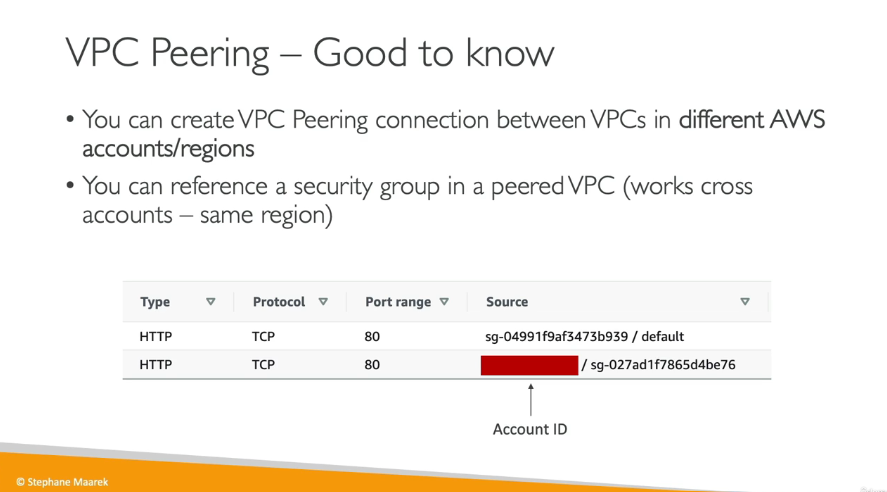 VPC Peering – Good to know
• You can create VPC Peering connection between VPCs in different AWS
accounts/regions
• You can reference a security group in a peered VPC (works cross
accounts – same region)
Type Protocol Port range Source
HTTP TCP 80 sg-04991f9af3473b939 / default
HTTP TCP 80 / sg-027ad1f7865d4be76
Account ID
© Stephane Maarek